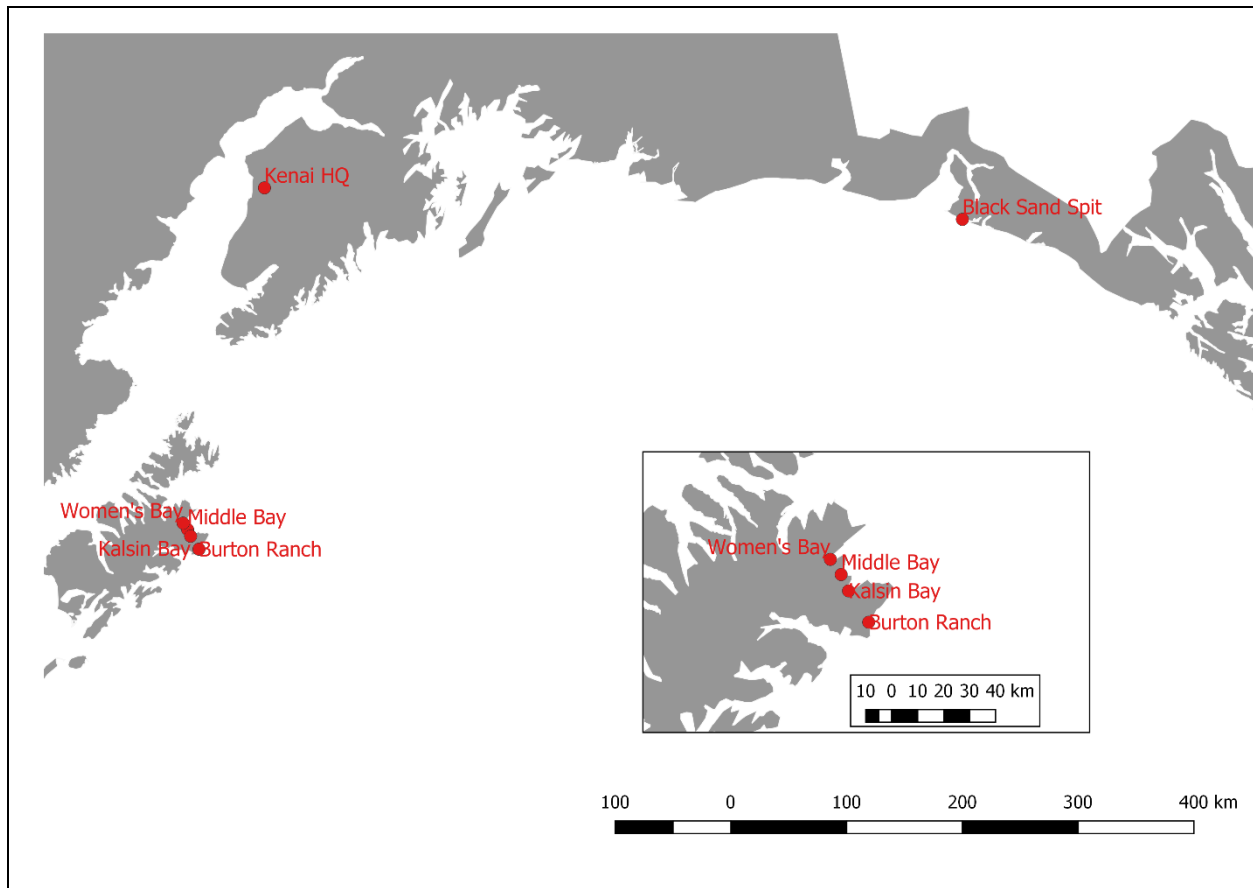 Kenai HQ
Black Sand Spit
Women's Bay
Middle Bay
Kalsin Bay
Burton Ranch
Women's Bay
Middle Bay
Kalsin Bay
Burton Ranch
10 0 10 20 30 40 km
100 0 100 200 300 400 km